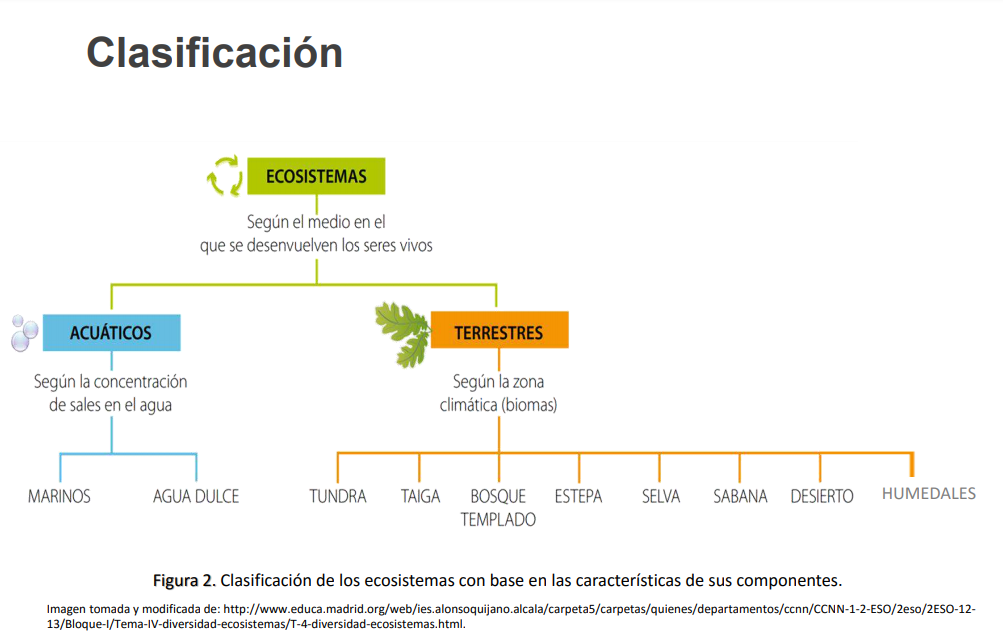 Clasificación
ECOSISTEMAS
Según el medio en el
que se desenvuelven los seres vivos
ACUÁTICOS
TERRESTRES
Según la concentración
de sales en el agua
Según la zona
climática (biomas)
MARINOS
AGUA DULCE
TUNDRA
TAIGA
BOSQUE
TEMPLADO
ESTEPA
SELVA
SABANA
DESIERTO
HUMEDALES
Figura 2. Clasificación de los ecosistemas con base en las características de sus componentes.
Imagen tomada y modificada de: http://www.educa.madrid.org/web/ies.alonsoquijano.alcala/carpeta5/carpetas/quienes/departamentos/ccnn/CCNN-1-2-ESO/2eso/2ESO-12-
13/Bloque-I/Tema-IV-diversidad-ecosistemas/T-4-diversidad-ecosistemas.html.